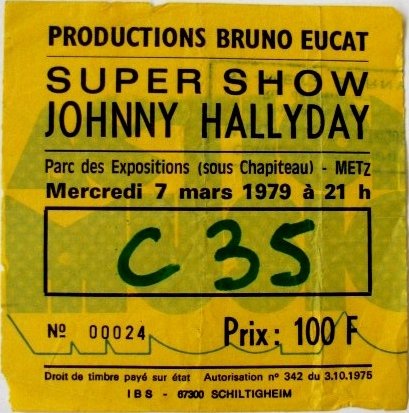 PRODUCTIONS BRUNO EUCAT
SUPER SHOW
JOHNNY HALLYDAY
Parc des Expositions (sous Chapiteau) - METZ
Mercredi 7 mars 1979 à 21 h
C 35
Nº 00024 Prix : 100 F
Droit de timbre payé sur état Autorisation nº 342 du 3.10.1975
IBS - 67300 SCHILTIGHEIM